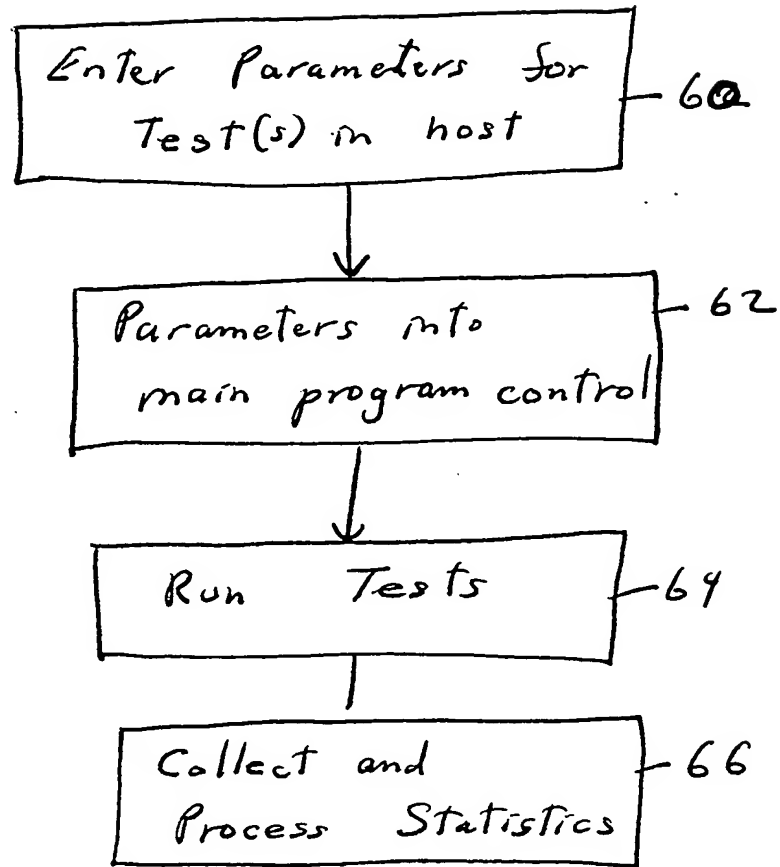 Enter Parameters for
Test(s) in host
60
Parameters into
main program control
62
Run Tests
64
Collect and
Process Statistics
66